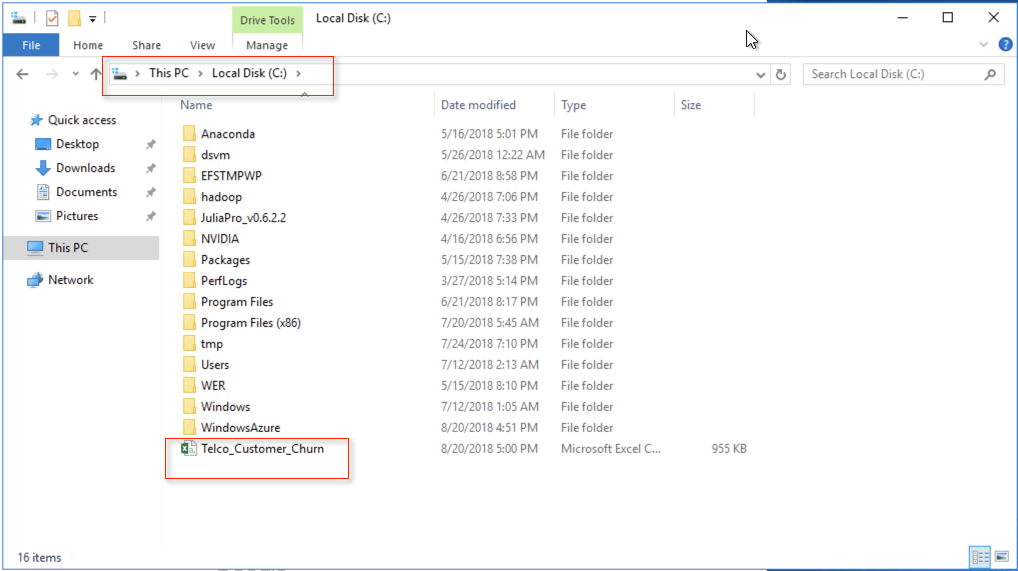 Drive Tools Local Disk (C:)
File Home Share View Manage
This PC Local Disk (C:) Search Local Disk (C:)
Name Date modified Type Size
Quick access
Desktop
Downloads
Documents
Pictures
This PC
Network
Anaconda 5/16/2018 5:01 PM File folder
dsvm 5/26/2018 12:22 AM File folder
EFSTMPWP 6/21/2018 8:58 PM File folder
hadoop 4/26/2018 7:06 PM File folder
JuliaPro_v0.6.2.2 4/26/2018 7:33 PM File folder
NVIDIA 4/16/2018 6:56 PM File folder
Packages 5/15/2018 7:38 PM File folder
PerfLogs 3/27/2018 5:14 PM File folder
Program Files 6/21/2018 8:17 PM File folder
Program Files (x86) 7/20/2018 5:45 AM File folder
tmp 7/24/2018 7:10 PM File folder
Users 7/12/2018 2:13 AM File folder
WER 5/15/2018 8:10 PM File folder
Windows 7/12/2018 1:05 AM File folder
WindowsAzure 8/20/2018 4:51 PM File folder
Telco_Customer_Churn 8/20/2018 5:00 PM Microsoft Excel C... 955 KB
16 items